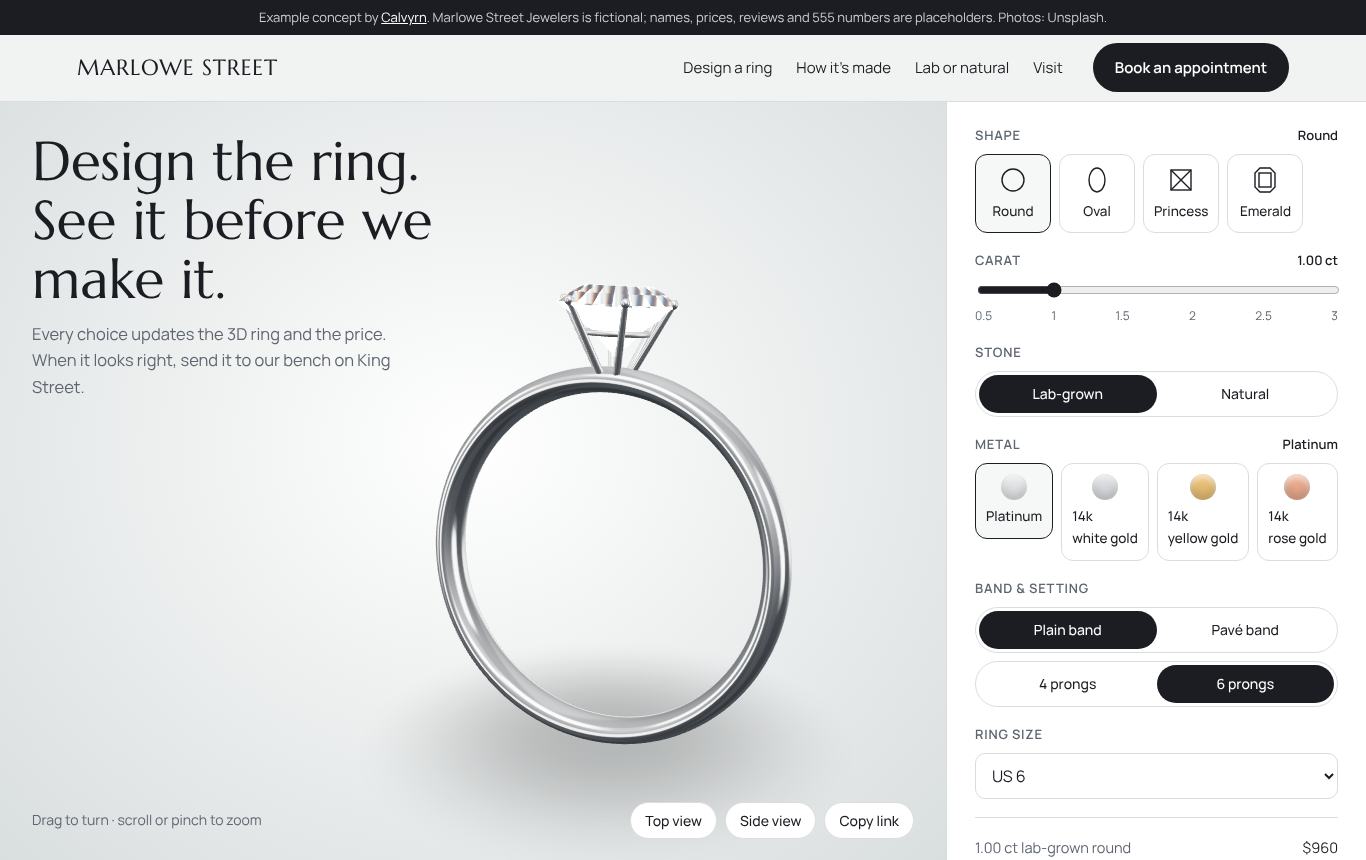 Example concept by Calvyrn. Marlowe Street Jewelers is fictional; names, prices, reviews and 555 numbers are placeholders. Photos: Unsplash.
MARLOWE STREET
Design a ring
How it's made
Lab or natural
Visit
Book an appointment
Design the ring.
See it before we
make it.
Every choice updates the 3D ring and the price.
When it looks right, send it to our bench on King
Street.
Drag to turn · scroll or pinch to zoom
Top view
Side view
Copy link
SHAPE
Round
Round
Oval
Princess
Emerald
CARAT
1.00 ct
0.5
1
1.5
2
2.5
3
STONE
Lab-grown
Natural
METAL
Platinum
Platinum
14k
white gold
14k
yellow gold
14k
rose gold
BAND & SETTING
Plain band
Pavé band
4 prongs
6 prongs
RING SIZE
US 6
1.00 ct lab-grown round
$960